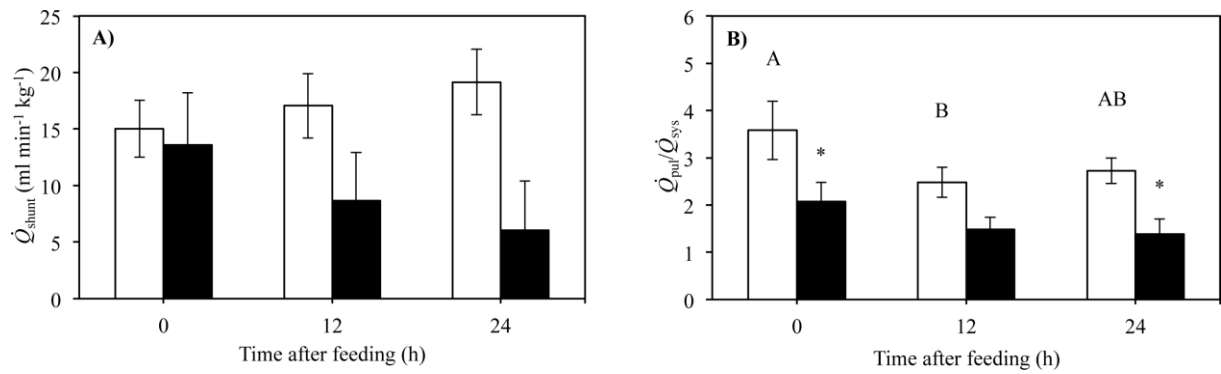 A)
25
20
15
10
5
0
Q̇shunt (ml min⁻¹ kg⁻¹)
0 12 24
Time after feeding (h)
B)
6
5
4
3
2
1
0
Q̇pul/Q̇sys
A
*
B
AB
*
0 12 24
Time after feeding (h)